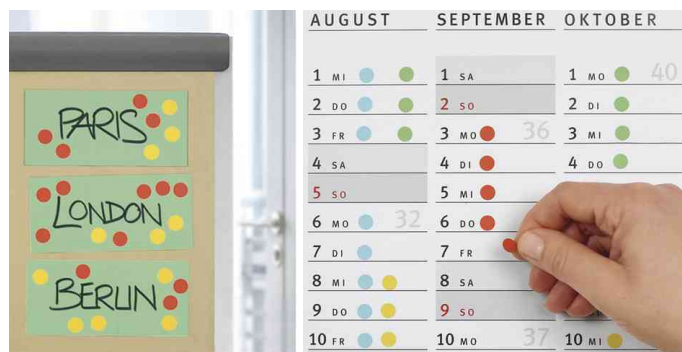 PARIS
LONDON
BERLIN
AUGUST
1 MI
2 DO
3 FR
4 SA
5 SO
6 MO 32
7 DI
8 MI
9 DO
10 FR
SEPTEMBER
1 SA
2 SO
3 MO 36
4 DI
5 MI
6 DO
7 FR
8 SA
9 SO
10 MO 37
OKTOBER
1 MO 40
2 DI
3 MI
4 DO
10 MI